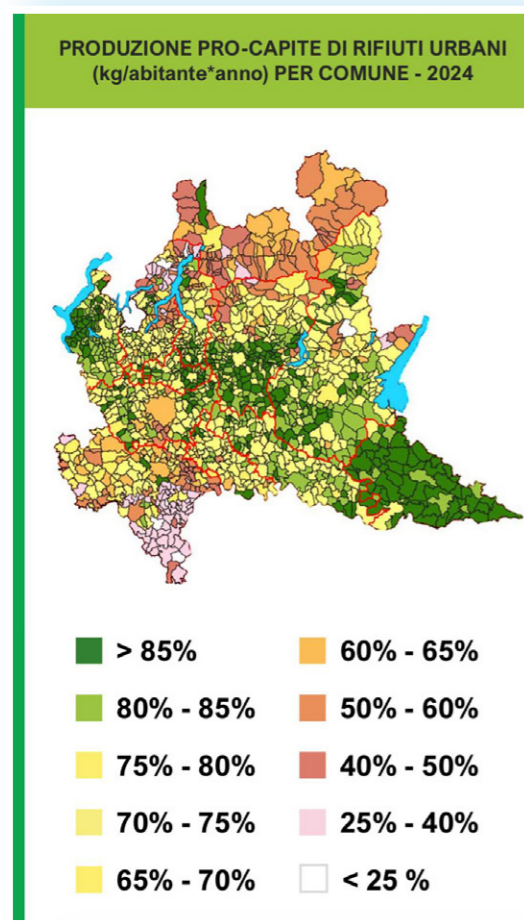 PRODUZIONE PRO-CAPITE DI RIFIUTI URBANI
(kg/abitante*anno) PER COMUNE - 2024
> 85%
80% - 85%
75% - 80%
70% - 75%
65% - 70%
60% - 65%
50% - 60%
40% - 50%
25% - 40%
< 25 %